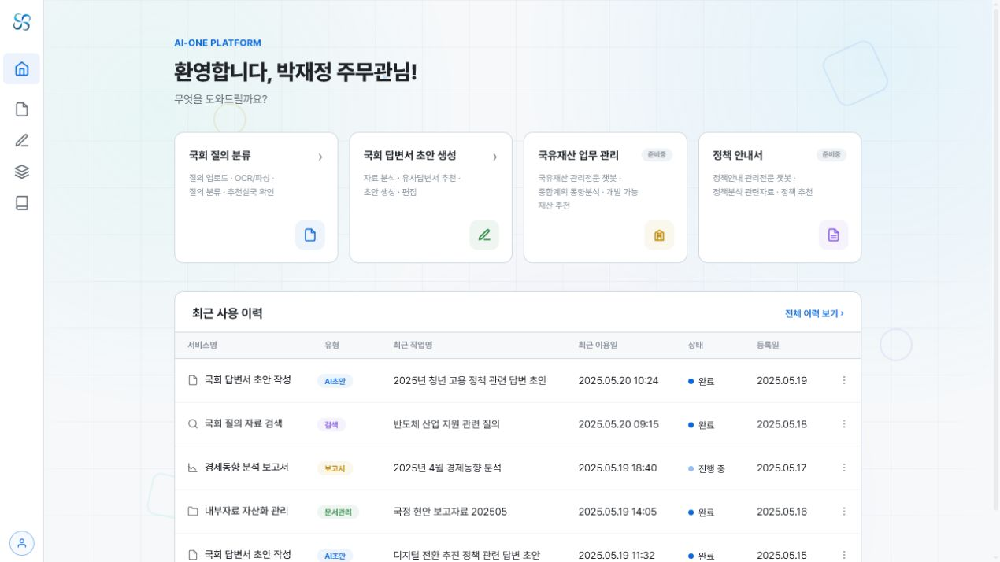 AI-ONE PLATFORM
환영합니다, 박재정 주무관님!
무엇을 도와드릴까요?
국회 질의 분류
질의 업로드 · OCR/파싱 ·
질의 분류 · 추천실국 확인
국회 답변서 초안 생성
자료 분석 · 유사답변서 추천 ·
초안 생성 · 편집
국유재산 업무 관리 준비중
국유재산 관리전문 챗봇 ·
종합계획 동향분석 · 개발 가능
재산 추천
정책 안내서 준비중
정책안내 관리전문 챗봇 ·
정책분석 관련자료 · 정책 추천
최근 사용 이력 전체 이력 보기 ›
서비스명 유형 최근 작업명 최근 이용일 상태 등록일
국회 답변서 초안 작성 AI초안 2025년 청년 고용 정책 관련 답변 초안 2025.05.20 10:24 완료 2025.05.19
국회 질의 자료 검색 검색 반도체 산업 지원 관련 질의 2025.05.20 09:15 완료 2025.05.18
경제동향 분석 보고서 보고서 2025년 4월 경제동향 분석 2025.05.19 18:40 진행 중 2025.05.17
내부자료 자산화 관리 문서관리 국정 현안 보고자료 202505 2025.05.19 14:05 완료 2025.05.16
국회 답변서 초안 작성 AI초안 디지털 전환 추진 정책 관련 답변 초안 2025.05.19 11:32 완료 2025.05.15